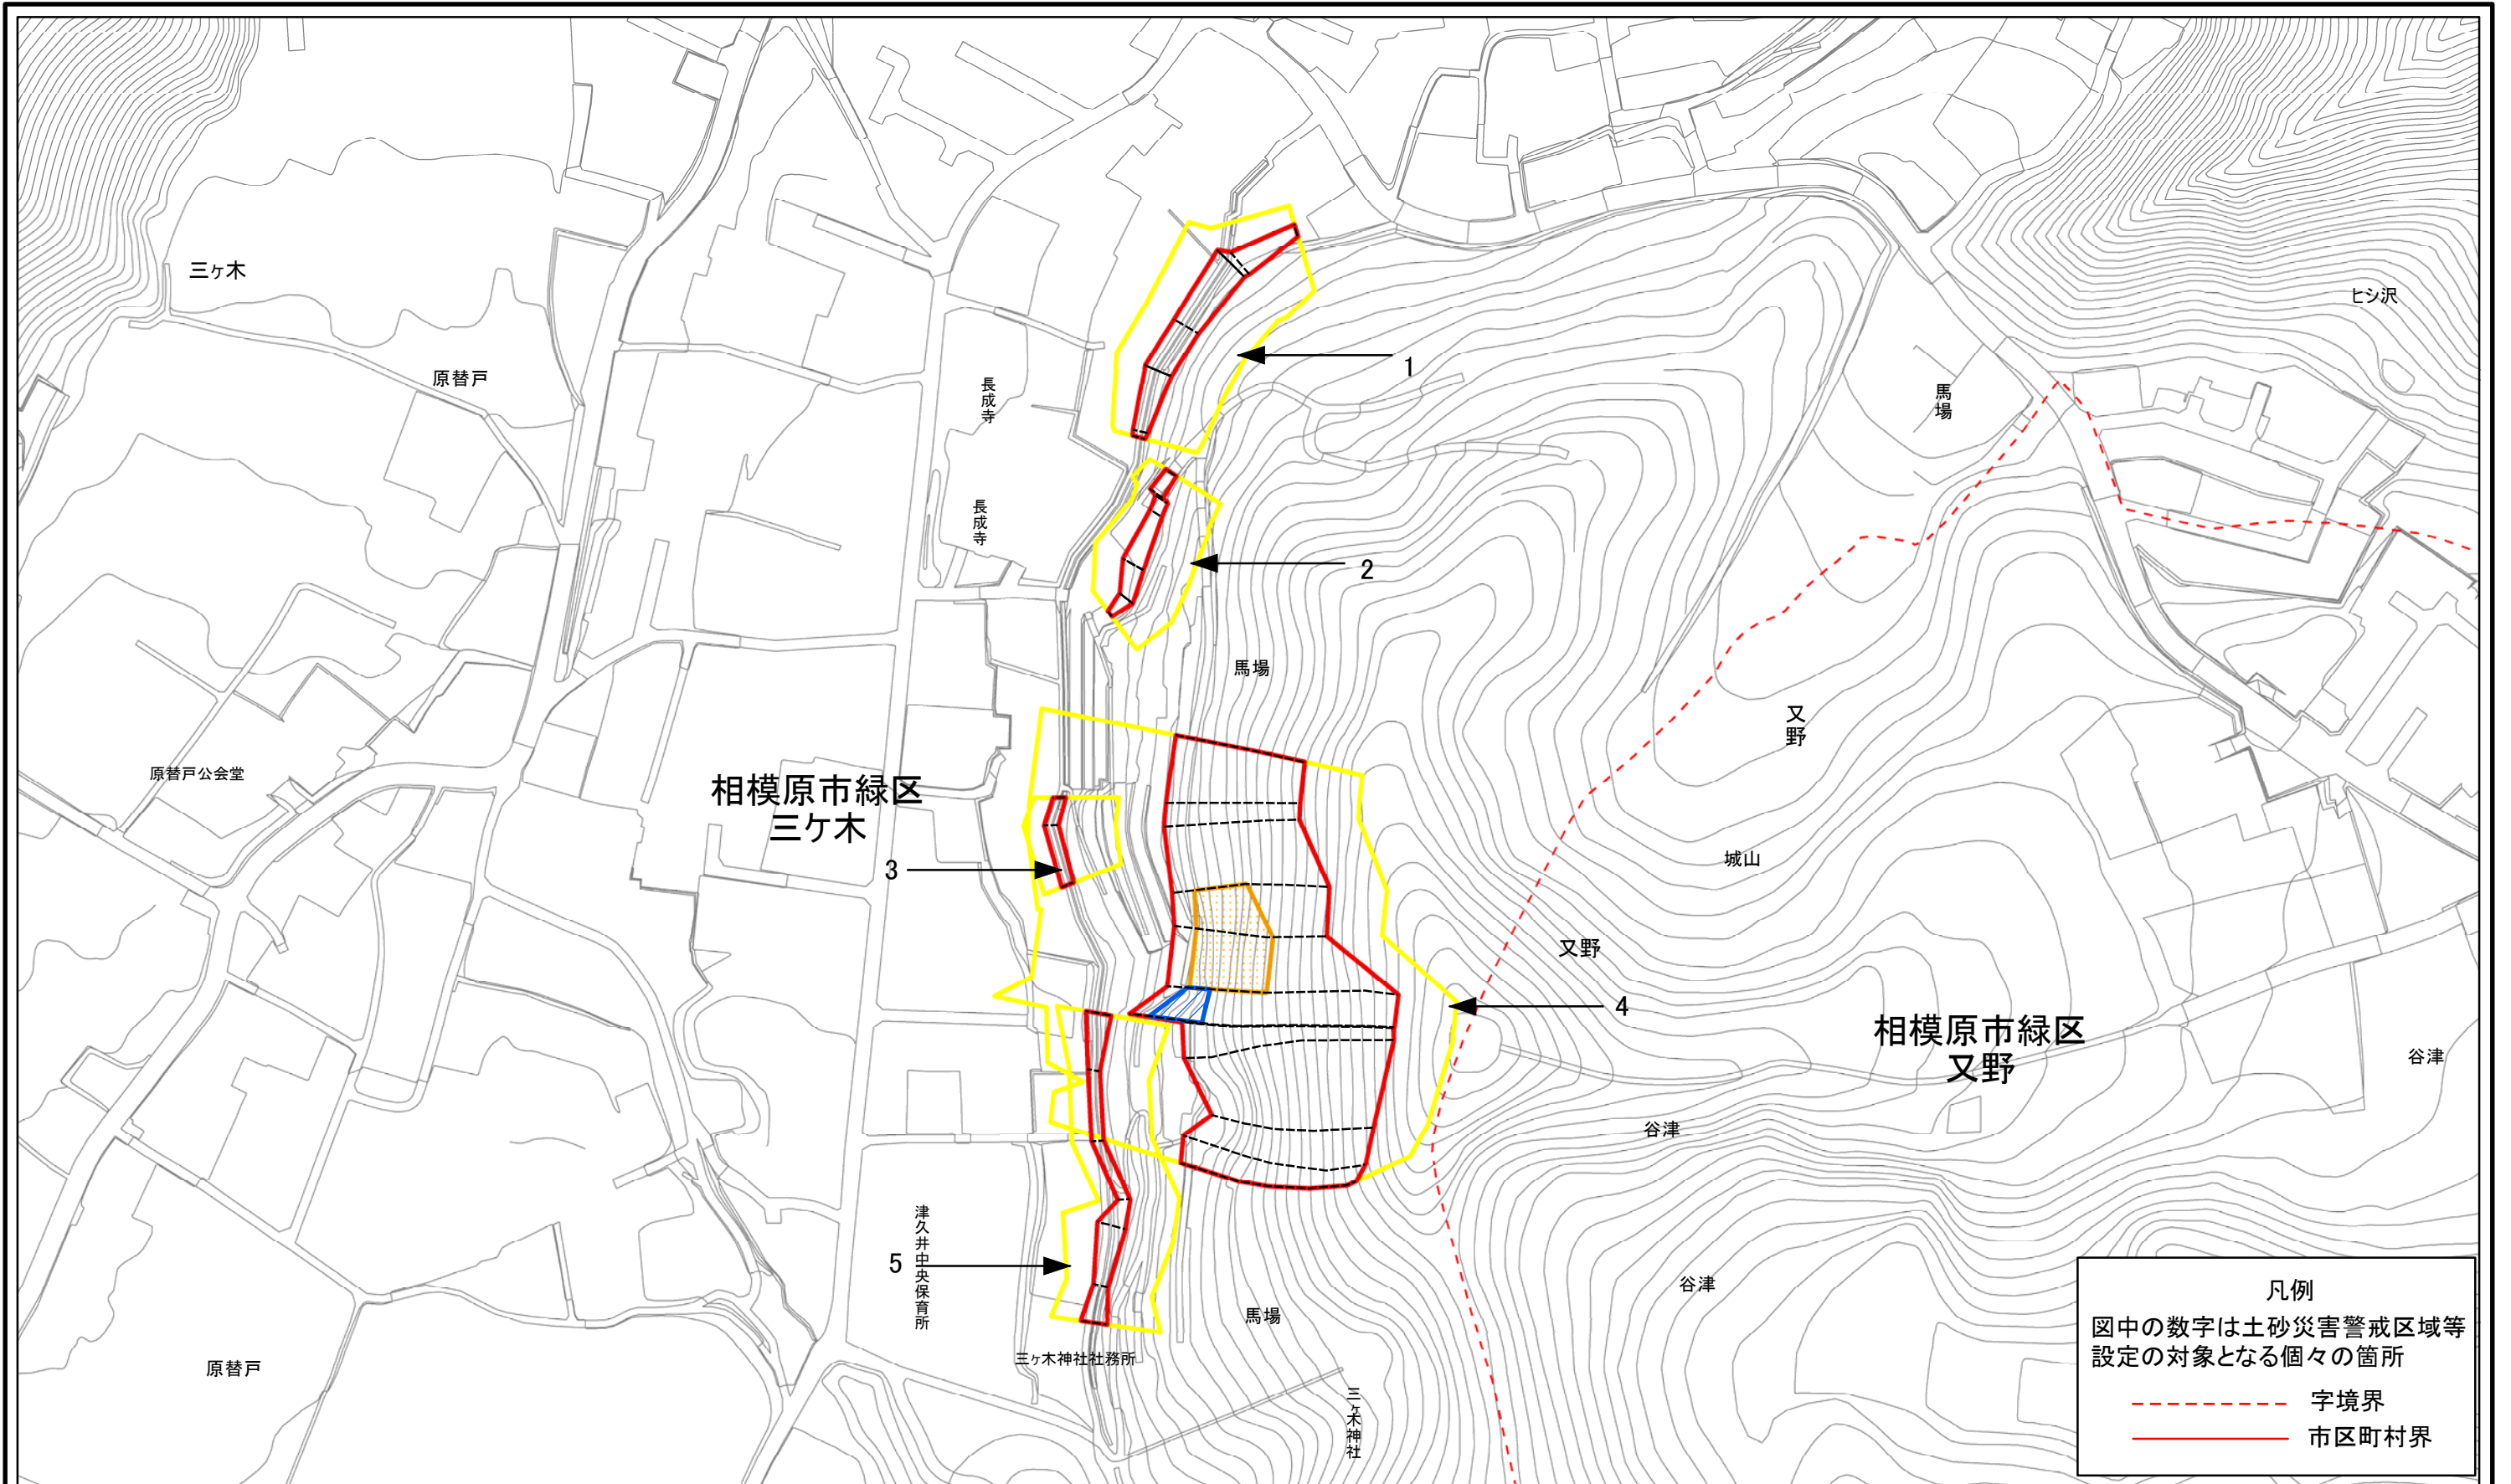 三ヶ木
ヒシ沢
原替戸
1
長成寺
馬場
長成寺
2
馬場
又野
原替戸公会堂
相模原市緑区
三ケ木
城山
3
又野
4
相模原市緑区
又野
谷津
谷津
津久井中央保育所
5
谷津
馬場
三ヶ木神社社務所
原替戸
三ヶ木神社
凡例
図中の数字は土砂災害警戒区域等
設定の対象となる個々の箇所
字境界
市区町村界